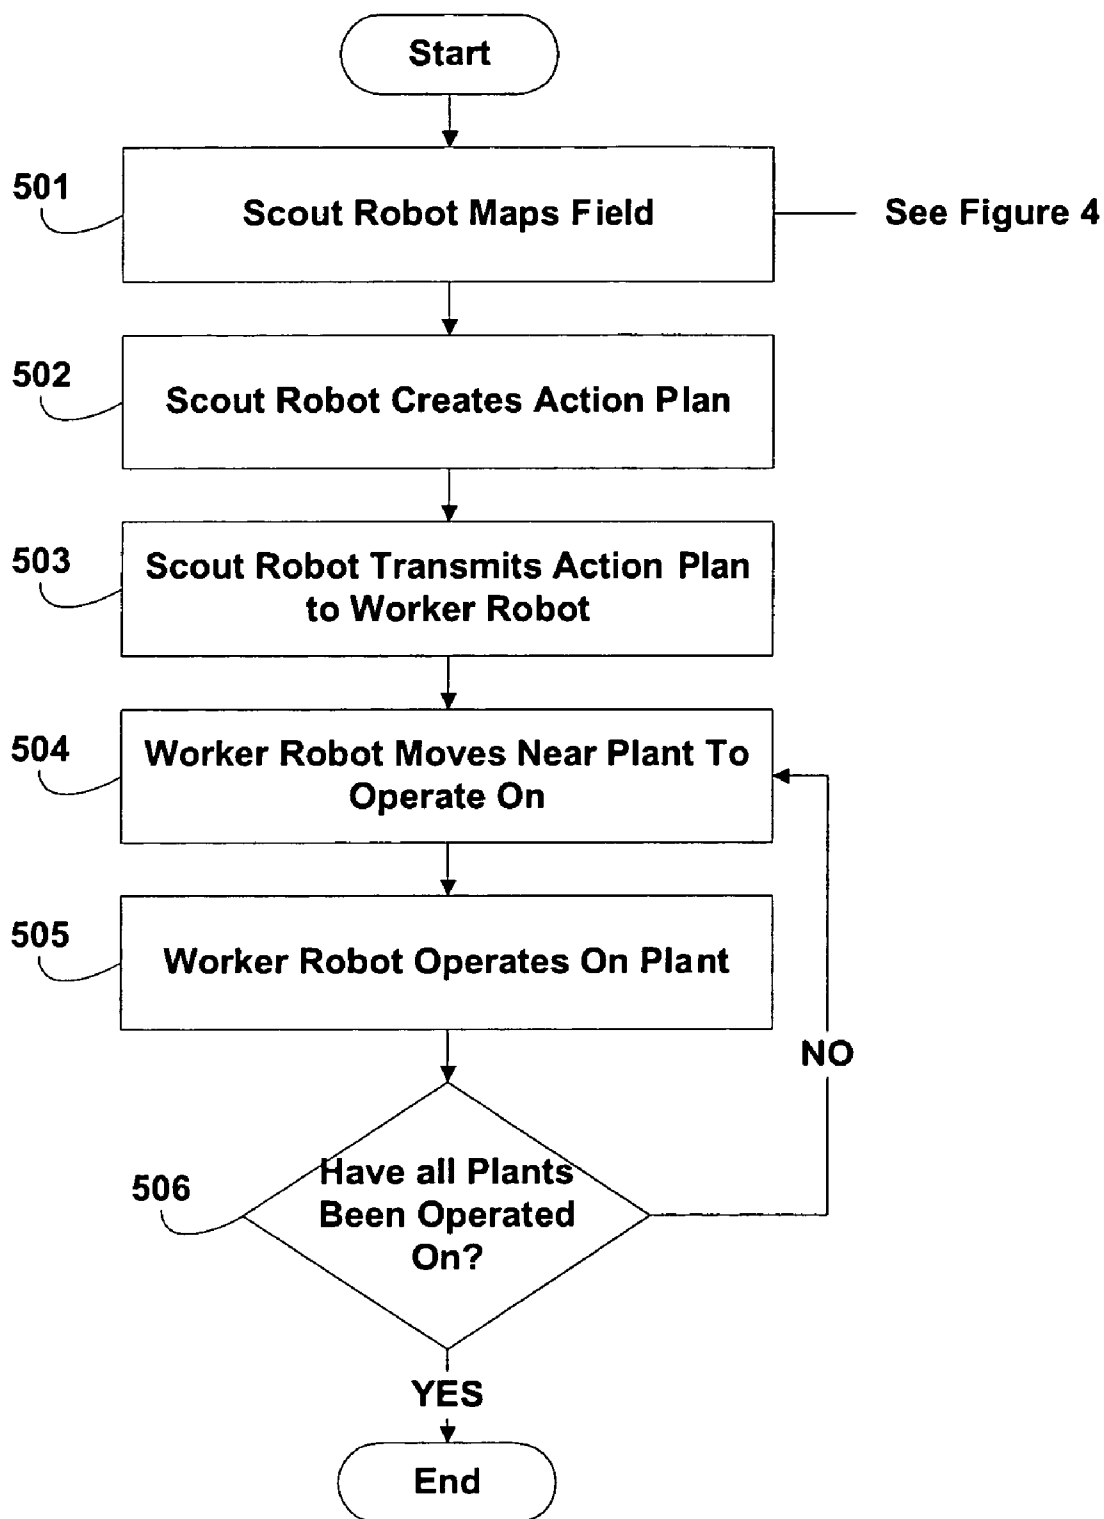 Start
501
Scout Robot Maps Field
See Figure 4
502
Scout Robot Creates Action Plan
503
Scout Robot Transmits Action Plan
to Worker Robot
504
Worker Robot Moves Near Plant To
Operate On
505
Worker Robot Operates On Plant
NO
506
Have all Plants
Been Operated
On?
YES
End